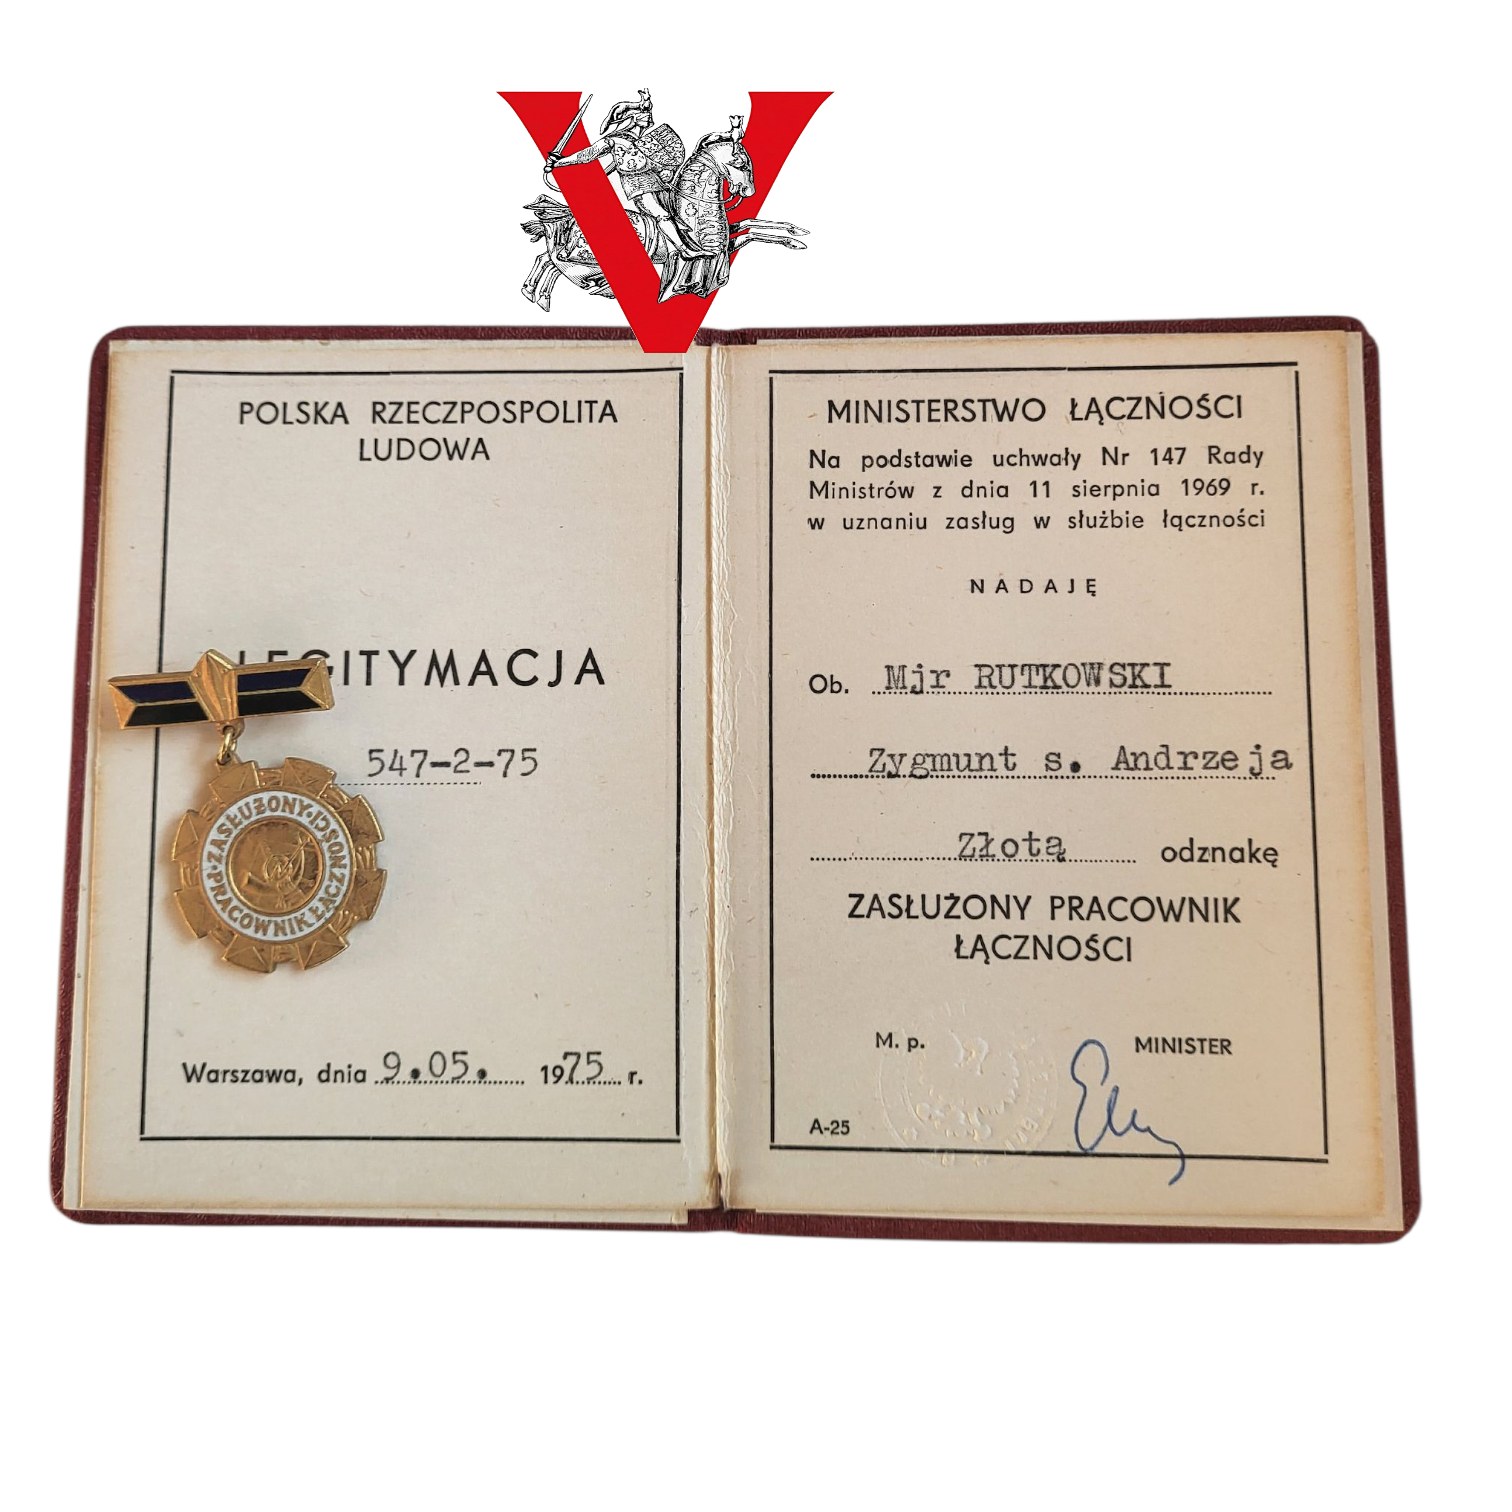 V
POLSKA RZECZPOSPOLITA
LUDOWA
LEGITYMACJA
547-2-75
ZASŁUŻONY · PRACOWNIK ŁĄCZNOŚCI ·
Warszawa, dnia 9.05. 1975 r.
MINISTERSTWO ŁĄCZNOŚCI
Na podstawie uchwały Nr 147 Rady
Ministrów z dnia 11 sierpnia 1969 r.
w uznaniu zasług w służbie łączności
NADAJĘ
Ob. Mjr RUTKOWSKI
Zygmunt s. Andrzeja
Złotą odznakę
ZASŁUŻONY PRACOWNIK
ŁĄCZNOŚCI
M. p. MINISTER
A-25